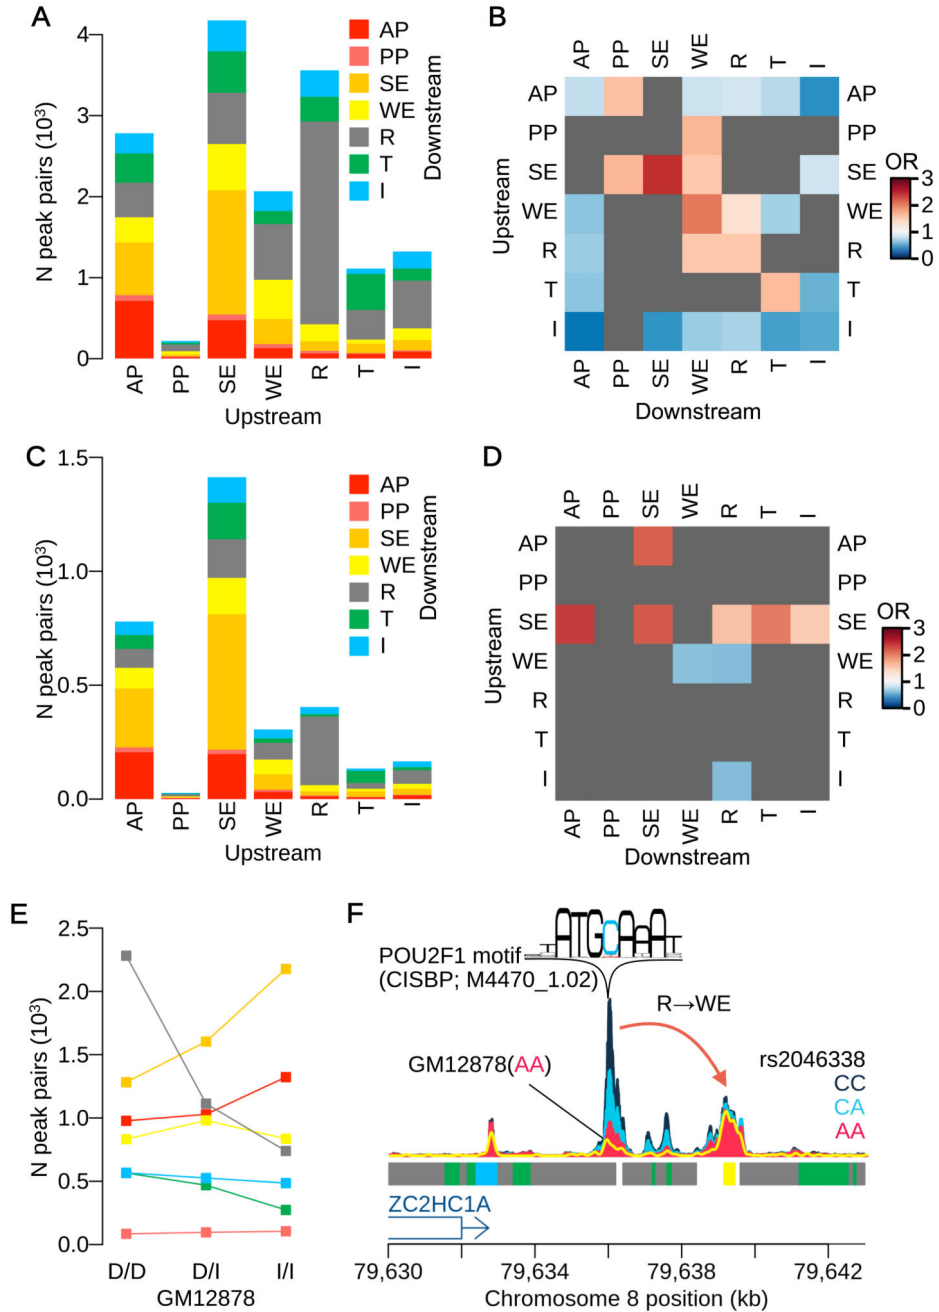 A
N peak pairs (10³)
4
3
2
1
0
AP
PP
SE
WE
R
T
I
Upstream
AP
PP
SE
WE
R
T
I
Downstream
B
AP
PP
SE
WE
R
T
I
AP
PP
SE
WE
R
T
I
Upstream
AP
PP
SE
WE
R
T
I
OR
3
2
1
0
AP
PP
SE
WE
R
T
I
Downstream
C
N peak pairs (10³)
1.5
1.0
0.5
0.0
AP
PP
SE
WE
R
T
I
Upstream
AP
PP
SE
WE
R
T
I
Downstream
D
AP
PP
SE
WE
R
T
I
AP
PP
SE
WE
R
T
I
Upstream
AP
PP
SE
WE
R
T
I
OR
3
2
1
0
AP
PP
SE
WE
R
T
I
Downstream
E
N peak pairs (10³)
2.5
2.0
1.5
1.0
0.5
0.0
D/D
D/I
I/I
GM12878
F
ATGCAAAT
POU2F1 motif
(CISBP; M4470_1.02)
R→WE
GM12878(AA)
rs2046338
CC
CA
AA
ZC2HC1A
79,630
79,634
79,638
79,642
Chromosome 8 position (kb)